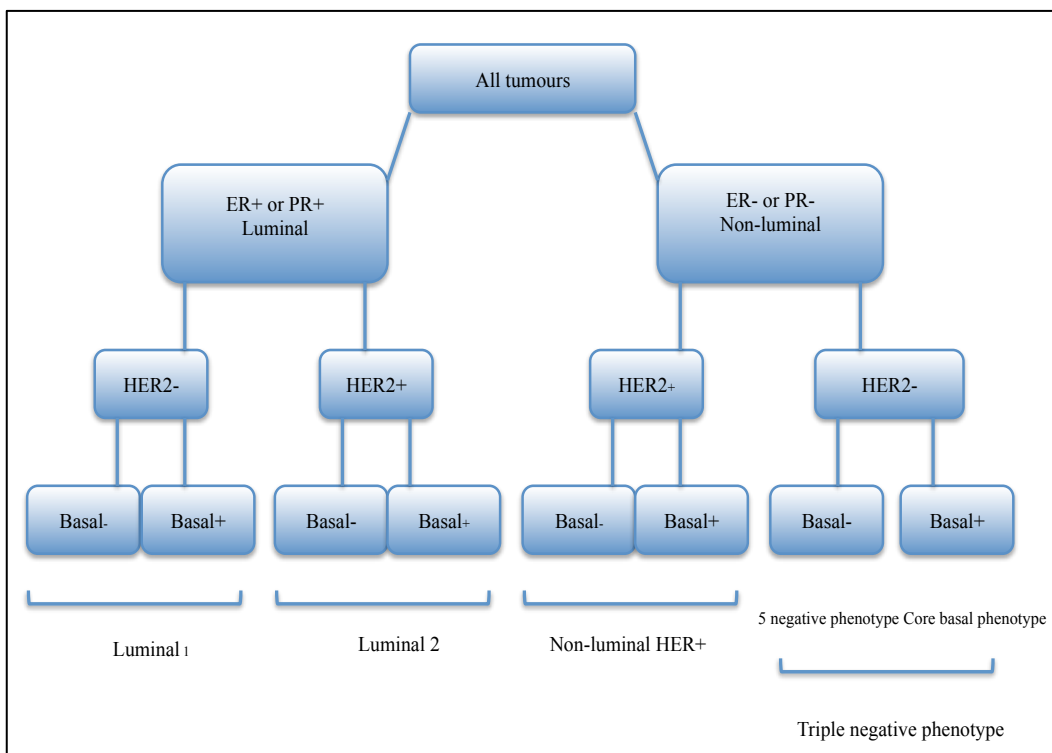 All tumours
ER+ or PR+
Luminal
ER- or PR-
Non-luminal
HER2-
HER2+
HER2+
HER2-
Basal-
Basal+
Basal-
Basal+
Basal-
Basal+
Basal-
Basal+
5 negative phenotype Core basal phenotype
Luminal 1
Luminal 2
Non-luminal HER+
Triple negative phenotype